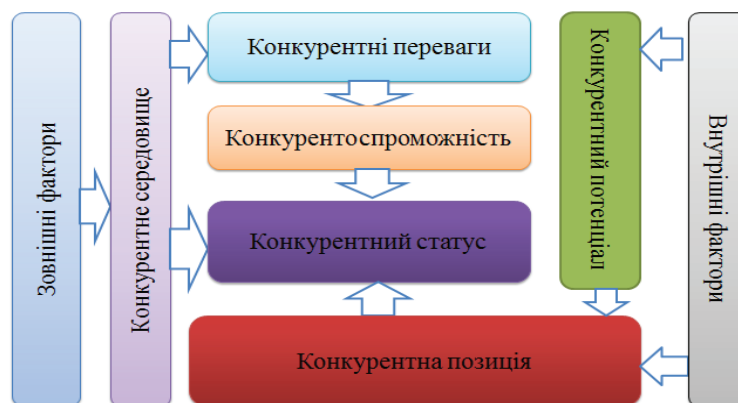 Зовнішні фактори
Конкурентне середовище
Конкурентні переваги
Конкурентоспроможність
Конкурентний статус
Конкурентна позиція
Конкурентний потенціал
Внутрішні фактори